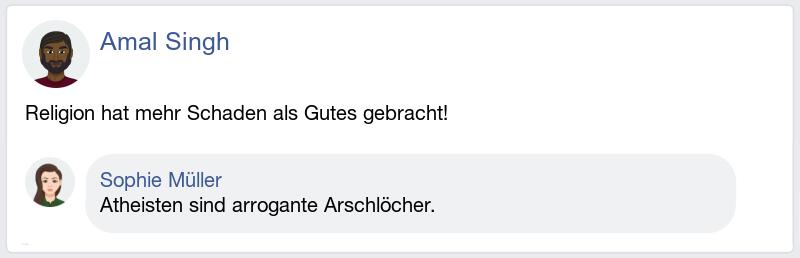 Amal Singh
Religion hat mehr Schaden als Gutes gebracht!
Sophie Müller
Atheisten sind arrogante Arschlöcher.